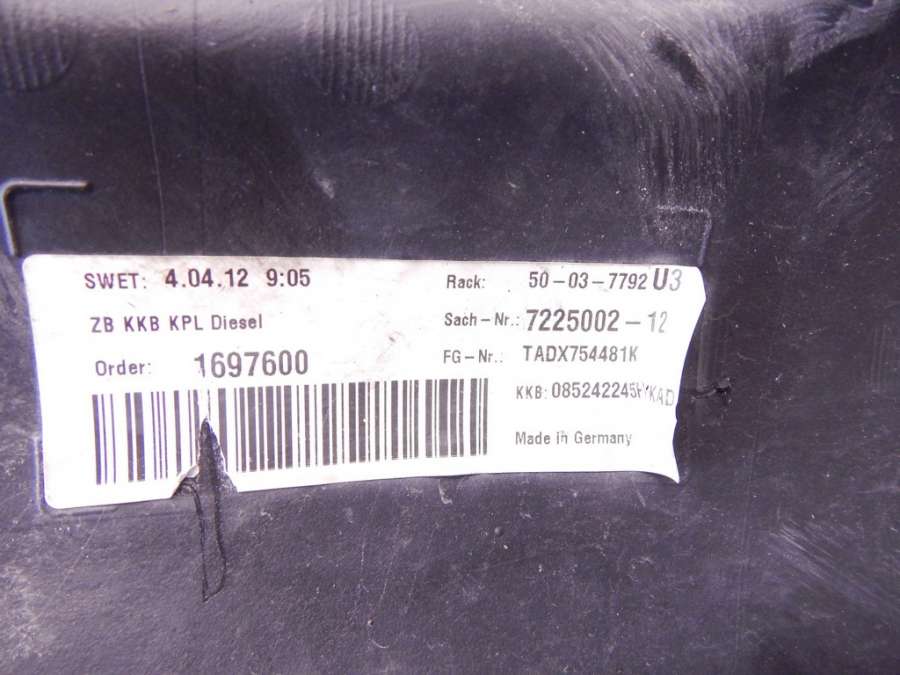 SWET: 4.04.12 9:05
Rack: 50-03-7792 U3
ZB KKB KPL Diesel
Sach-Nr.: 7225002-12
Order: 1697600
FG-Nr.: TADX754481K
KKB:
Made in Germany